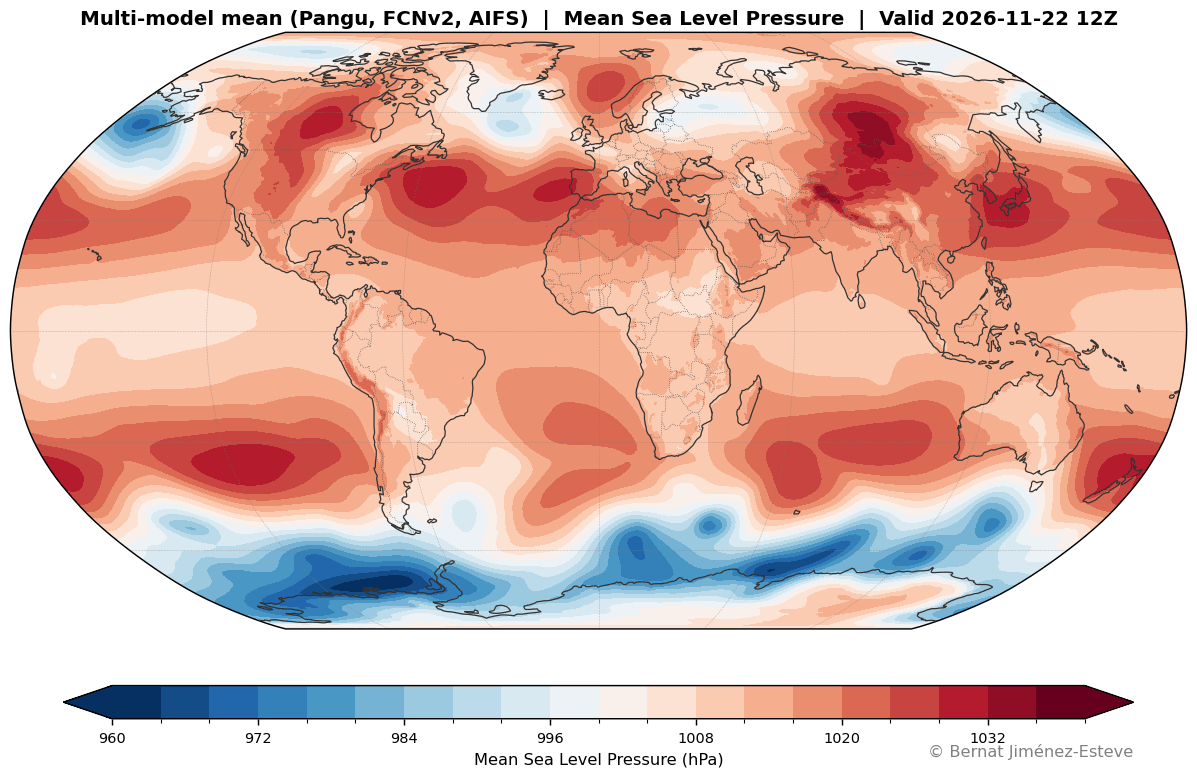 Multi-model mean (Pangu, FCNv2, AIFS)  |  Mean Sea Level Pressure  |  Valid 2026-11-22 12Z
960 972 984 996 1008 1020 1032
Mean Sea Level Pressure (hPa)
© Bernat Jiménez-Esteve